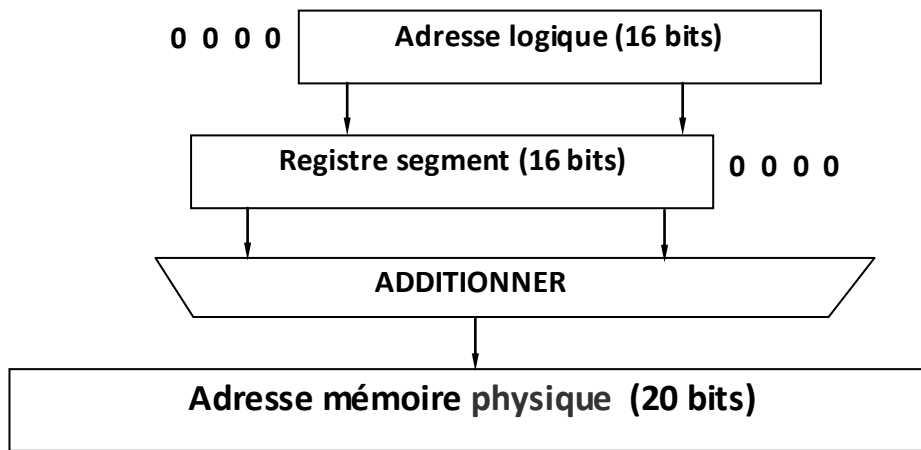 0 0 0 0 Adresse logique (16 bits)
Registre segment (16 bits) 0 0 0 0
ADDITIONNER
Adresse mémoire physique (20 bits)